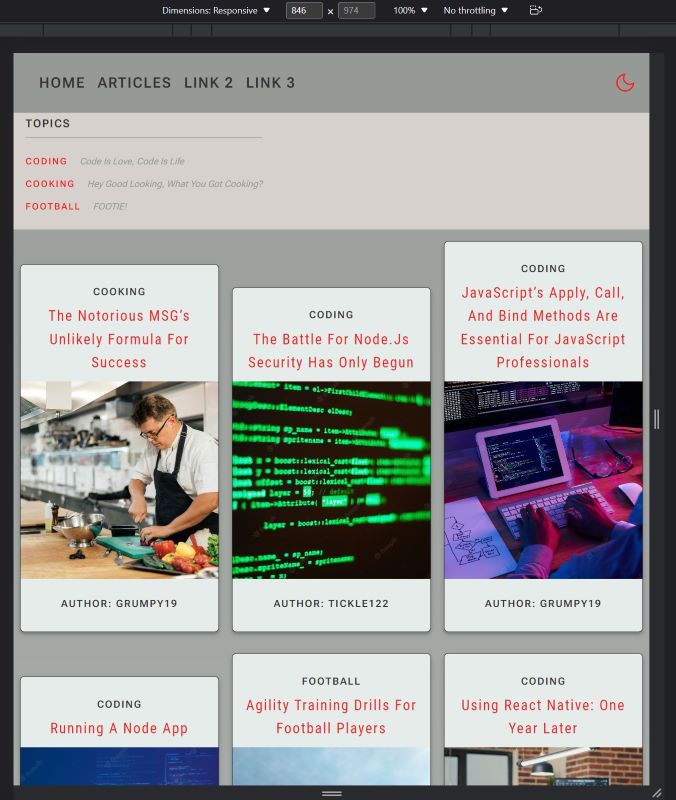 Dimensions: Responsive 846 × 974 100% No throttling
HOME ARTICLES LINK 2 LINK 3
TOPICS
CODING Code Is Love, Code Is Life
COOKING Hey Good Looking, What You Got Cooking?
FOOTBALL FOOTIE!
COOKING
The Notorious MSG's
Unlikely Formula For
Success
AUTHOR: GRUMPY19
CODING
The Battle For Node.Js
Security Has Only Begun
AUTHOR: TICKLE122
CODING
JavaScript's Apply, Call,
And Bind Methods Are
Essential For JavaScript
Professionals
AUTHOR: GRUMPY19
CODING
Running A Node App
FOOTBALL
Agility Training Drills For
Football Players
CODING
Using React Native: One
Year Later